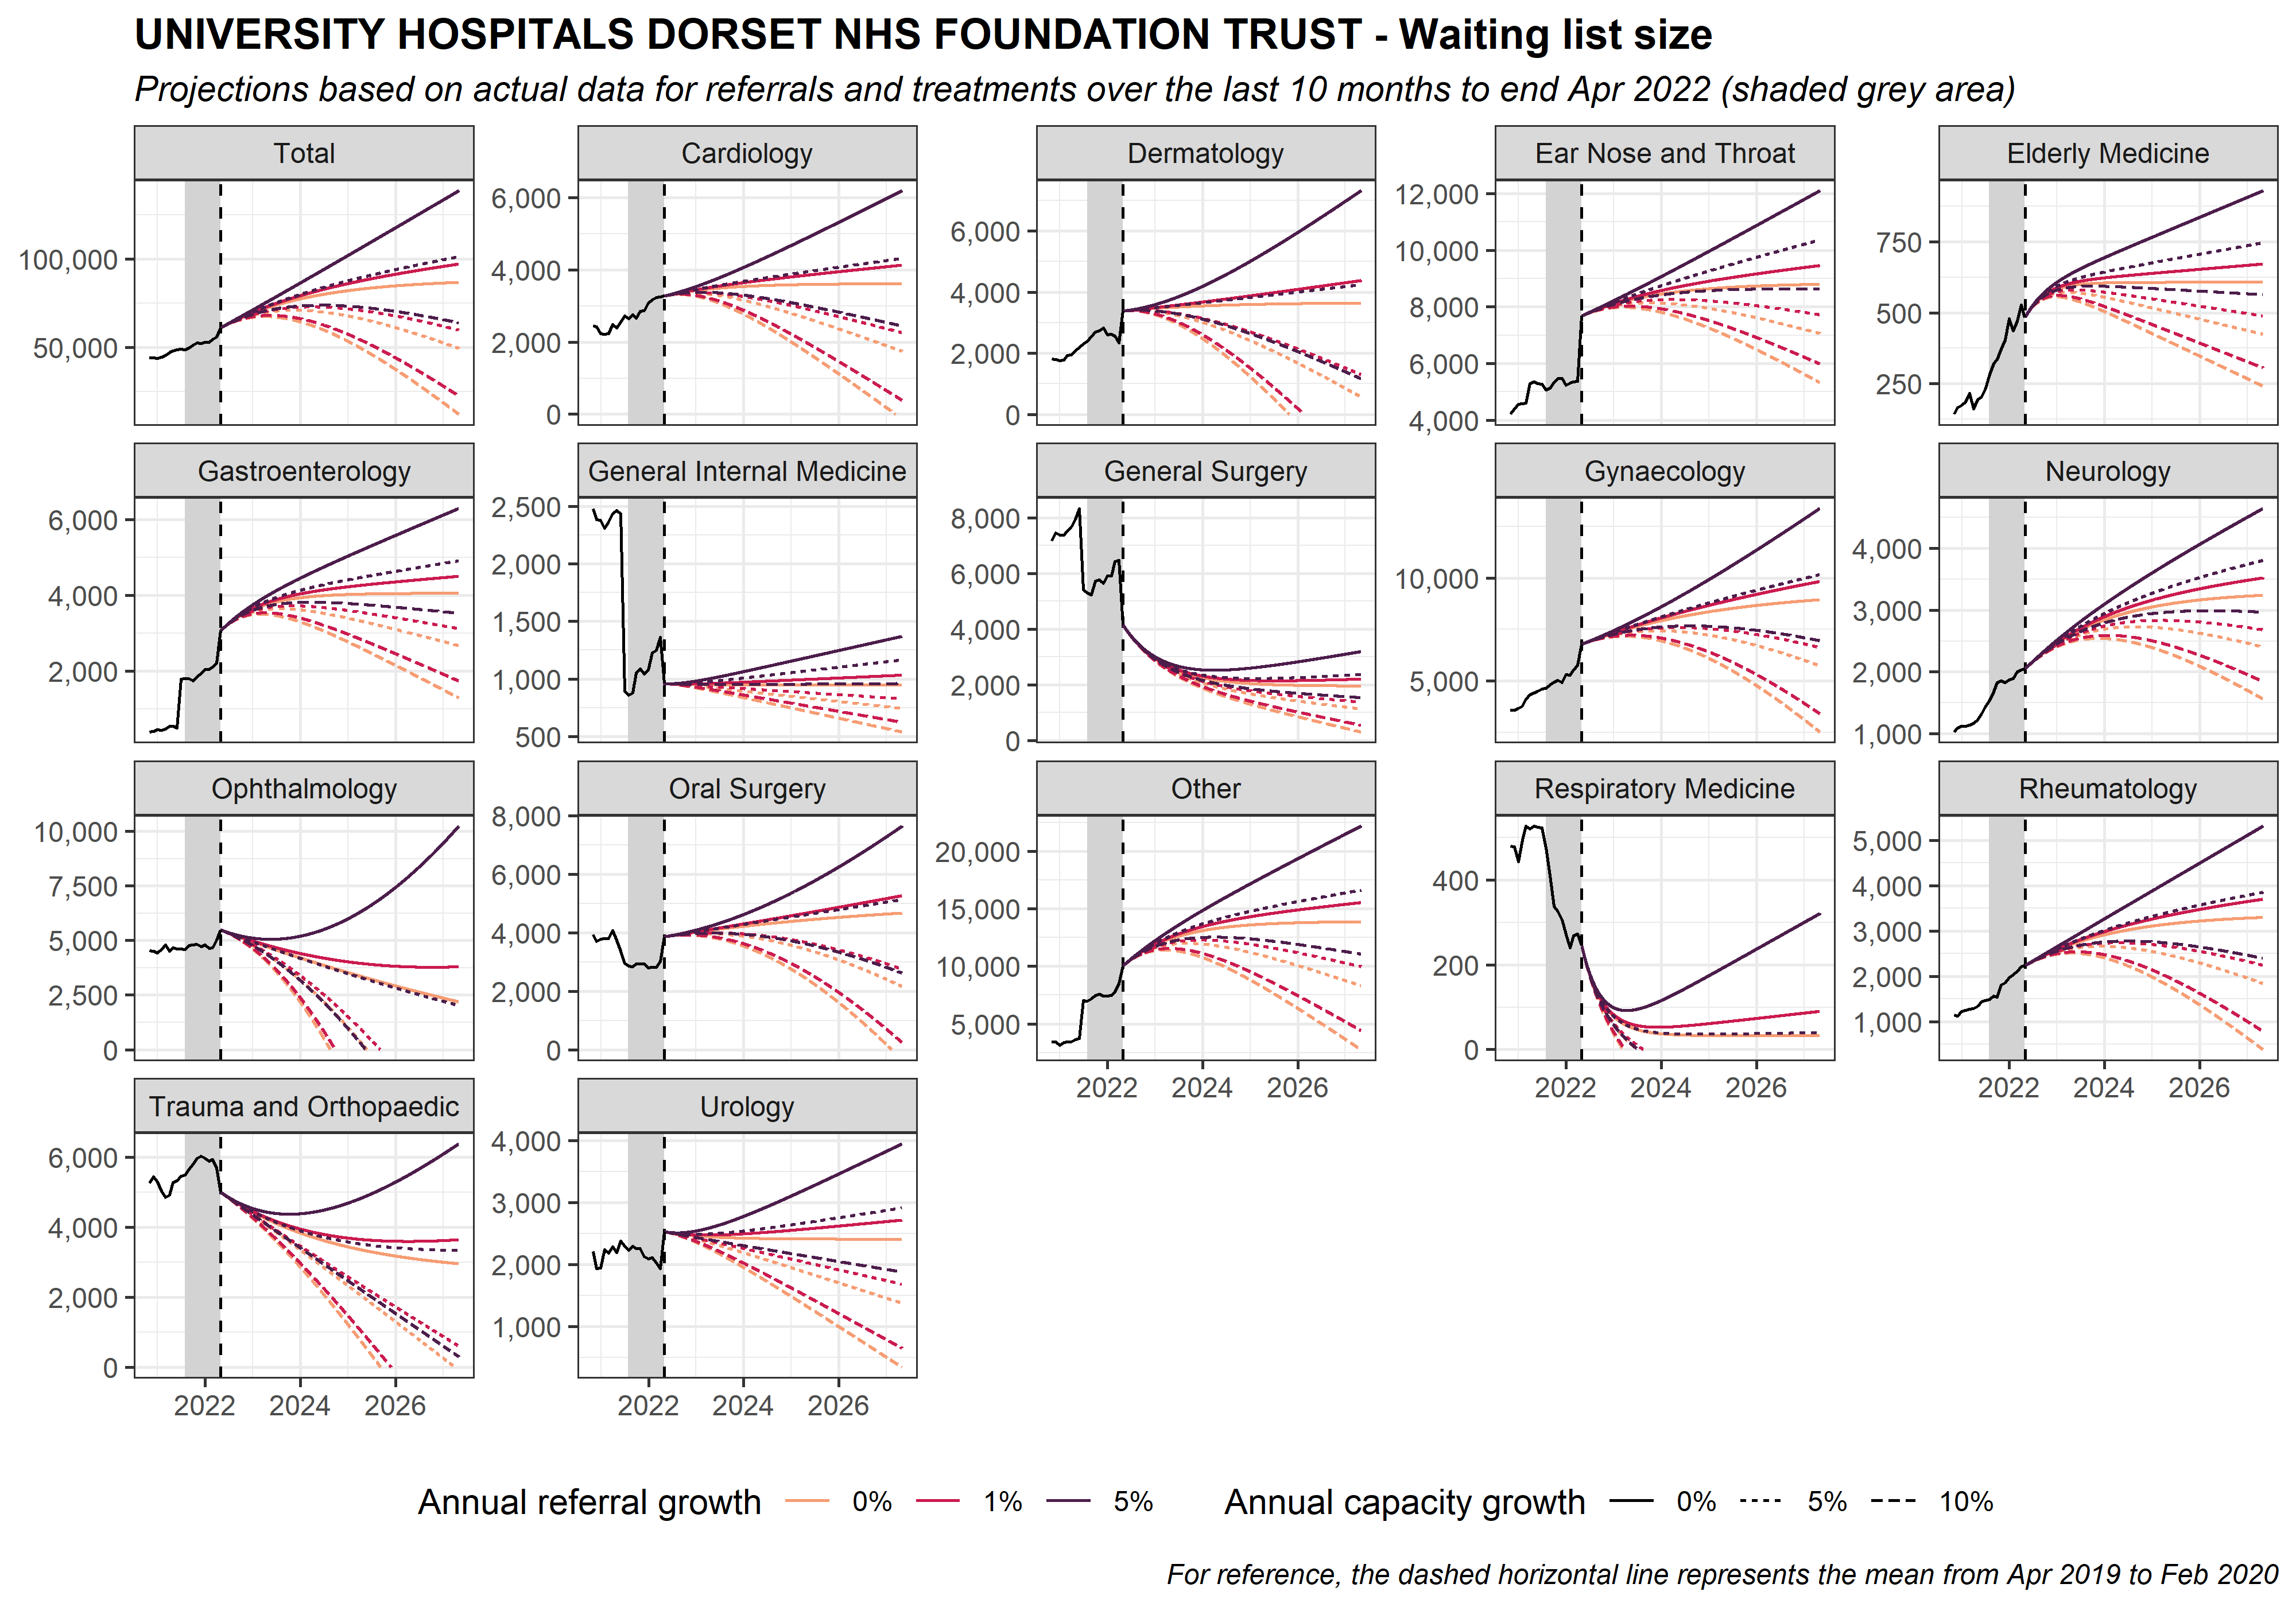 UNIVERSITY HOSPITALS DORSET NHS FOUNDATION TRUST - Waiting list size
Projections based on actual data for referrals and treatments over the last 10 months to end Apr 2022 (shaded grey area)
Total
100,000
50,000
Cardiology
6,000
4,000
2,000
0
Dermatology
6,000
4,000
2,000
0
Ear Nose and Throat
12,000
10,000
8,000
6,000
4,000
Elderly Medicine
750
500
250
Gastroenterology
6,000
4,000
2,000
General Internal Medicine
2,500
2,000
1,500
1,000
500
General Surgery
8,000
6,000
4,000
2,000
0
Gynaecology
10,000
5,000
Neurology
4,000
3,000
2,000
1,000
Ophthalmology
10,000
7,500
5,000
2,500
0
Oral Surgery
8,000
6,000
4,000
2,000
0
Other
20,000
15,000
10,000
5,000
2022 2024 2026
Respiratory Medicine
400
200
0
2022 2024 2026
Rheumatology
5,000
4,000
3,000
2,000
1,000
2022 2024 2026
Trauma and Orthopaedic
6,000
4,000
2,000
0
2022 2024 2026
Urology
4,000
3,000
2,000
1,000
2022 2024 2026
Annual referral growth 0% 1% 5% Annual capacity growth 0% 5% 10%
For reference, the dashed horizontal line represents the mean from Apr 2019 to Feb 2020